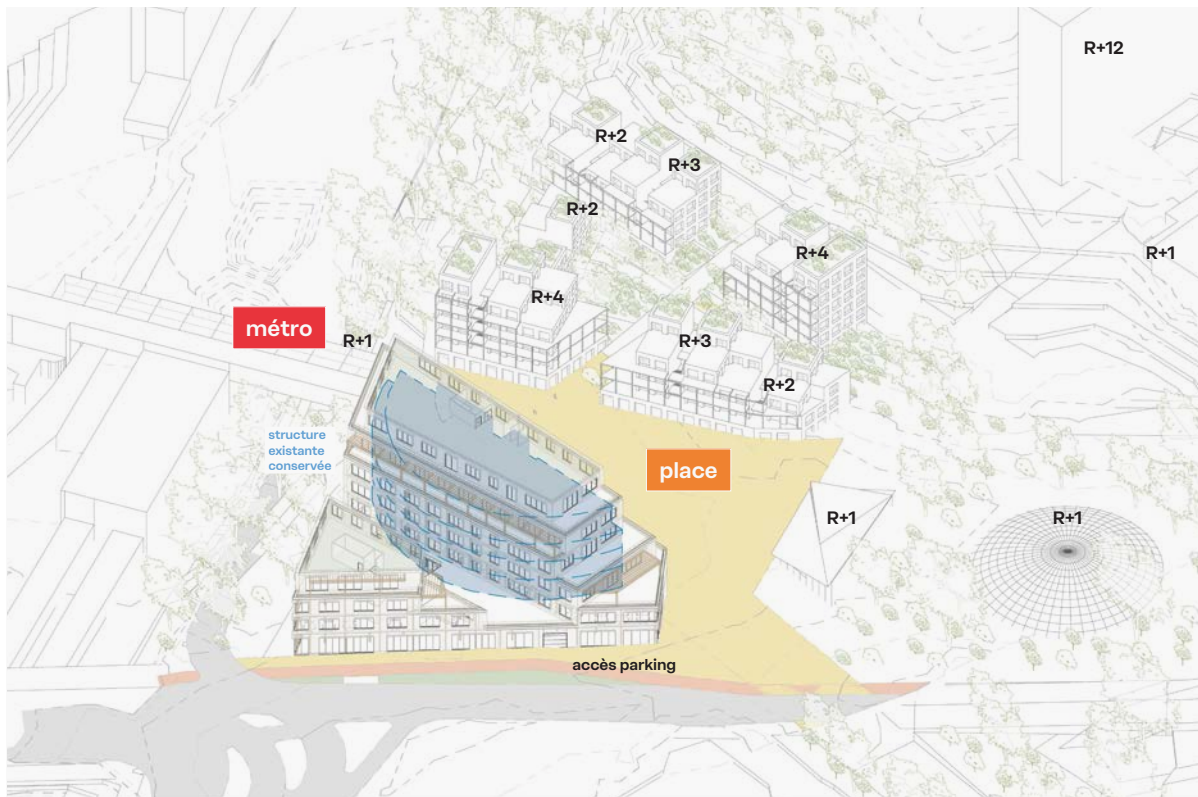 R+12
R+2
R+3
R+2
R+4
R+1
R+4
métro
R+1
R+3
R+2
structure
existante
conservée
place
R+1
R+1
accès parking